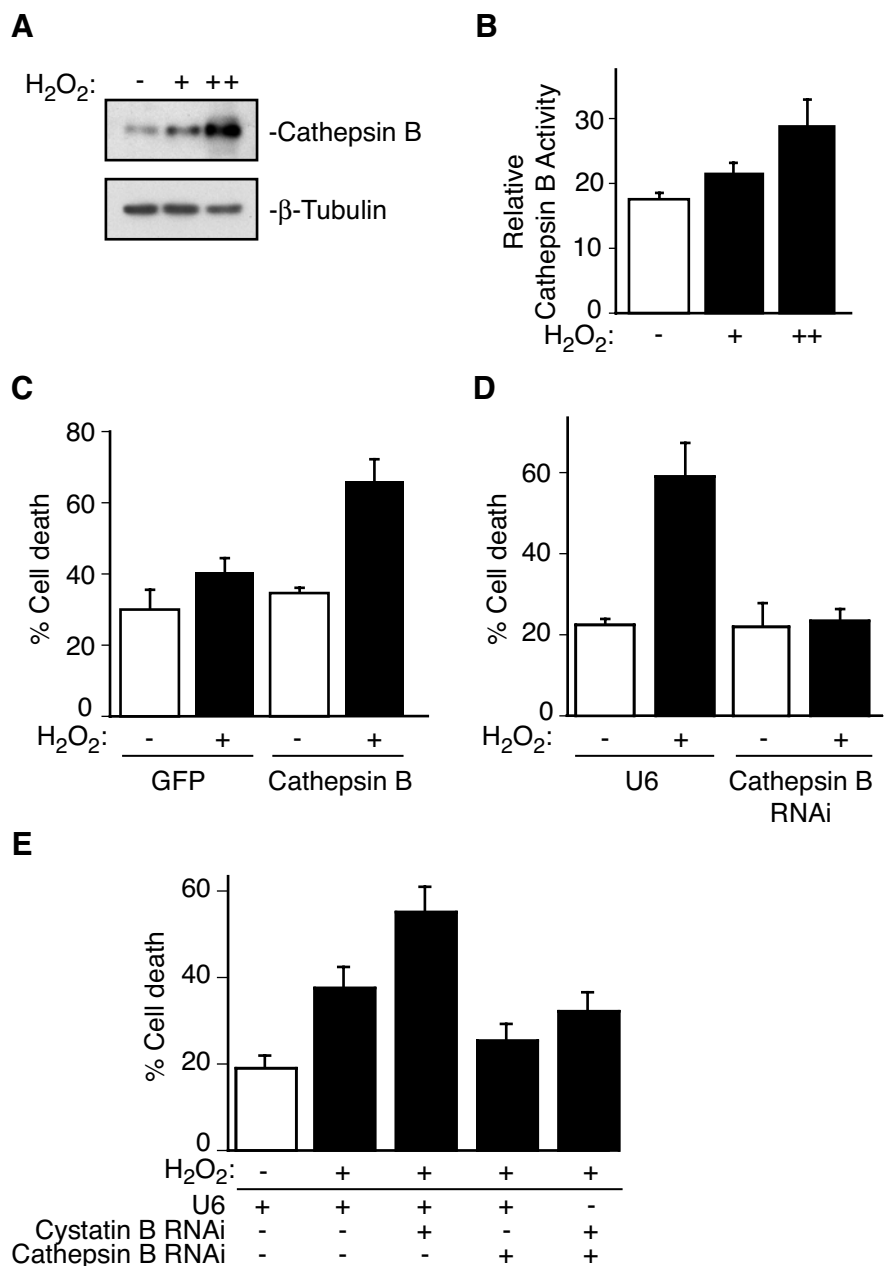 A
H2O2: - + ++
-Cathepsin B
-β-Tubulin
B
Relative
Cathepsin B Activity
30
20
10
0
H2O2: - + ++
C
% Cell death
80
60
40
20
0
H2O2: - + - +
GFP Cathepsin B
D
% Cell death
60
40
20
0
H2O2: - + - +
U6 Cathepsin B
RNAi
E
% Cell death
60
40
20
0
H2O2: - + + + +
U6 + + + + -
Cystatin B RNAi - - + - +
Cathepsin B RNAi - - - + +